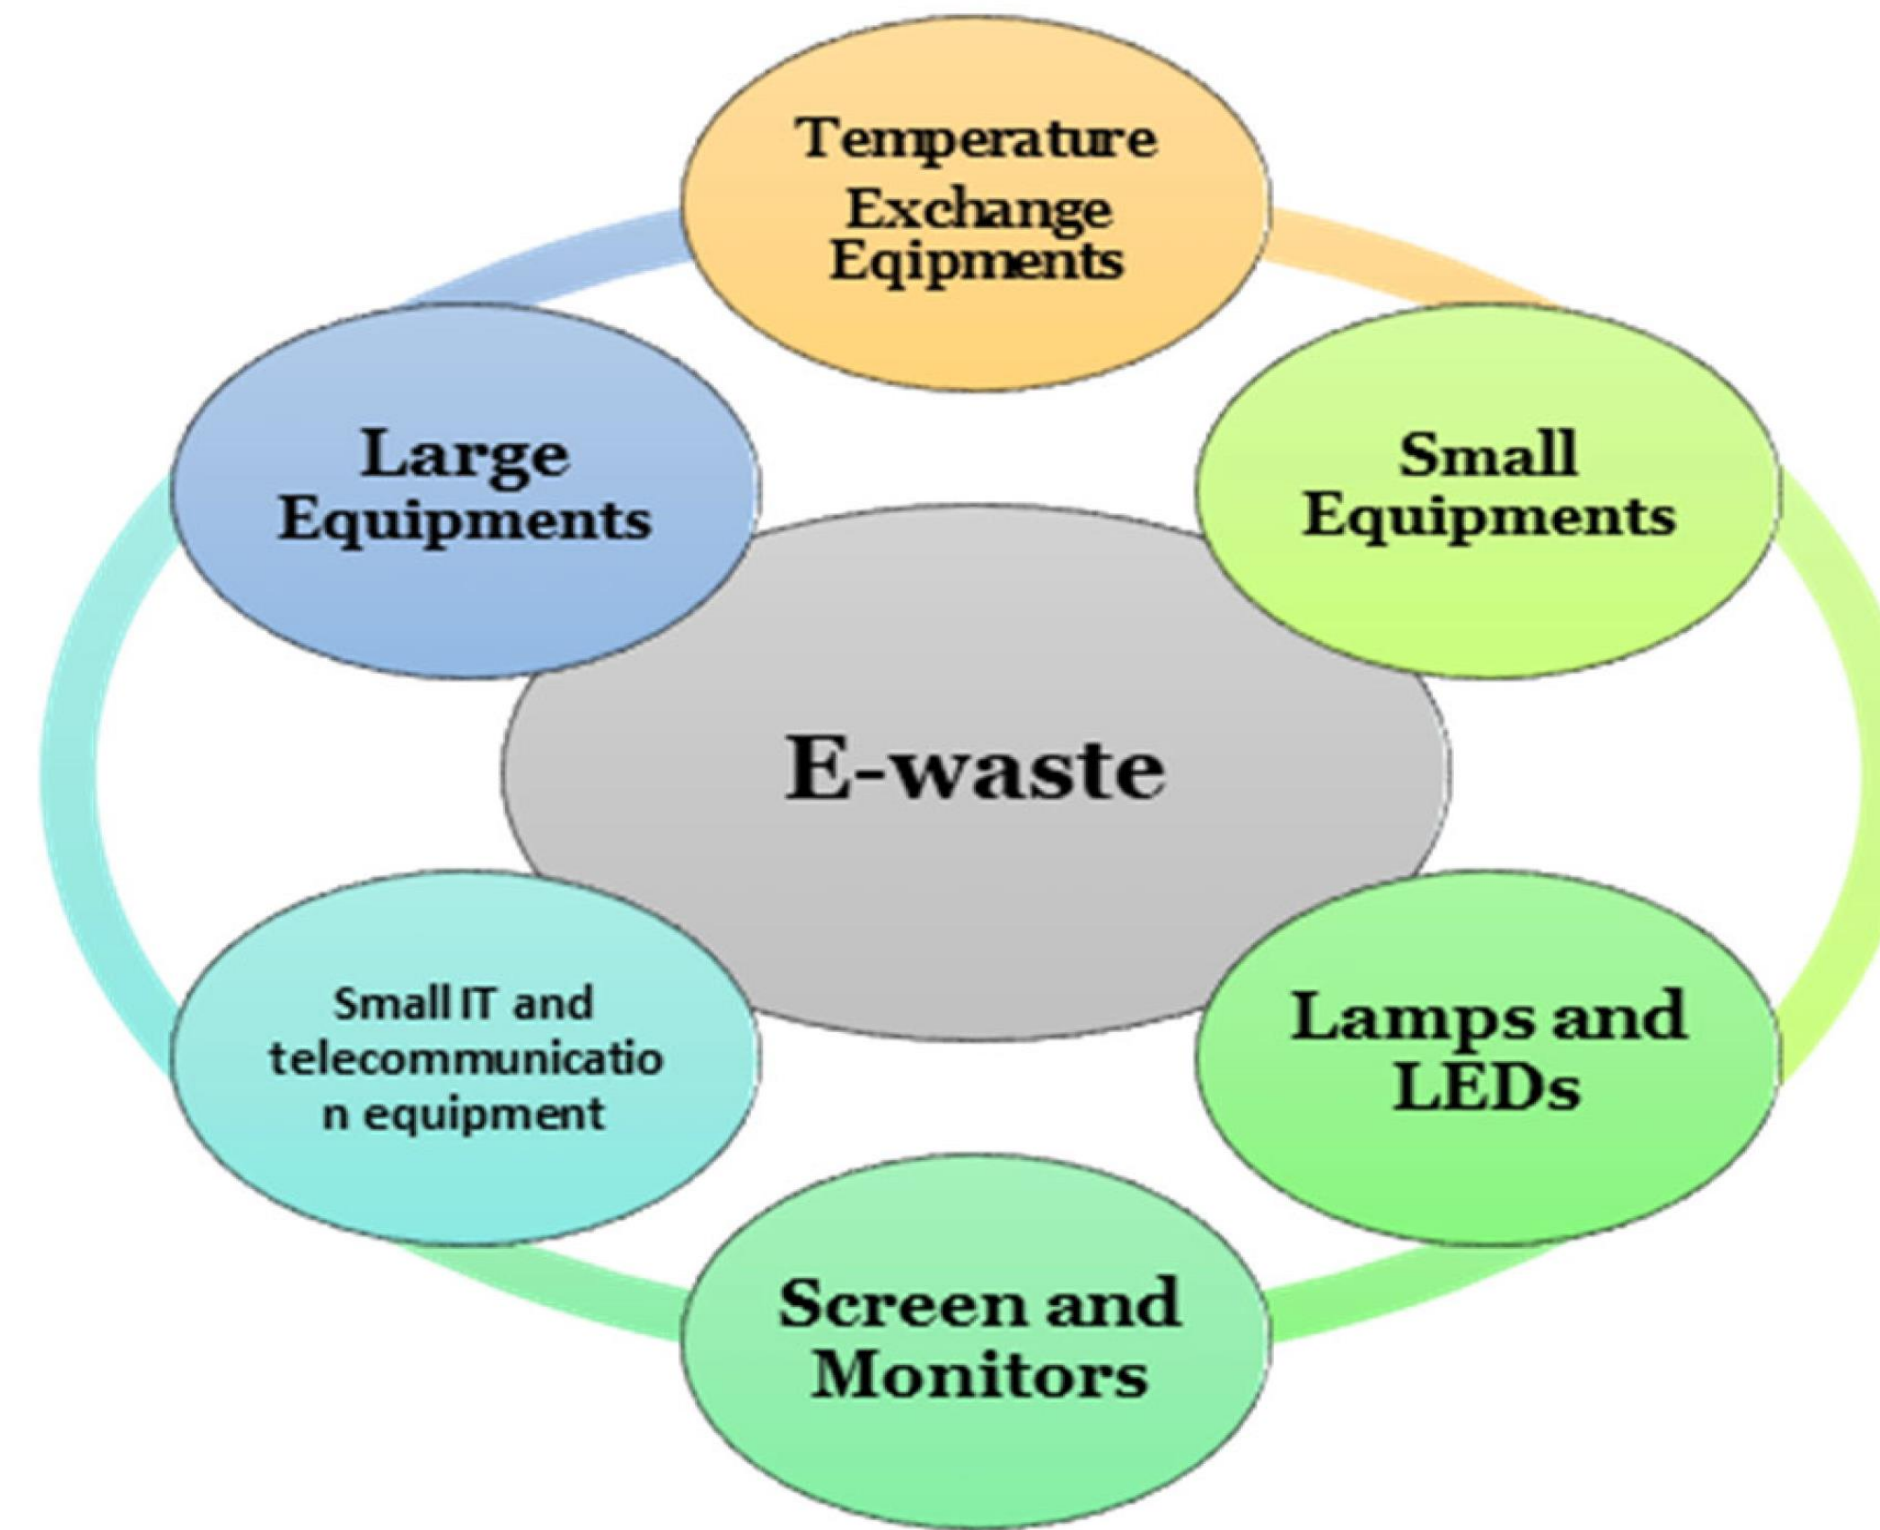 Temperature
Exchange
Eqipments
Large
Equipments
Small
Equipments
E-waste
Small IT and
telecommunicatio
n equipment
Lamps and
LEDs
Screen and
Monitors